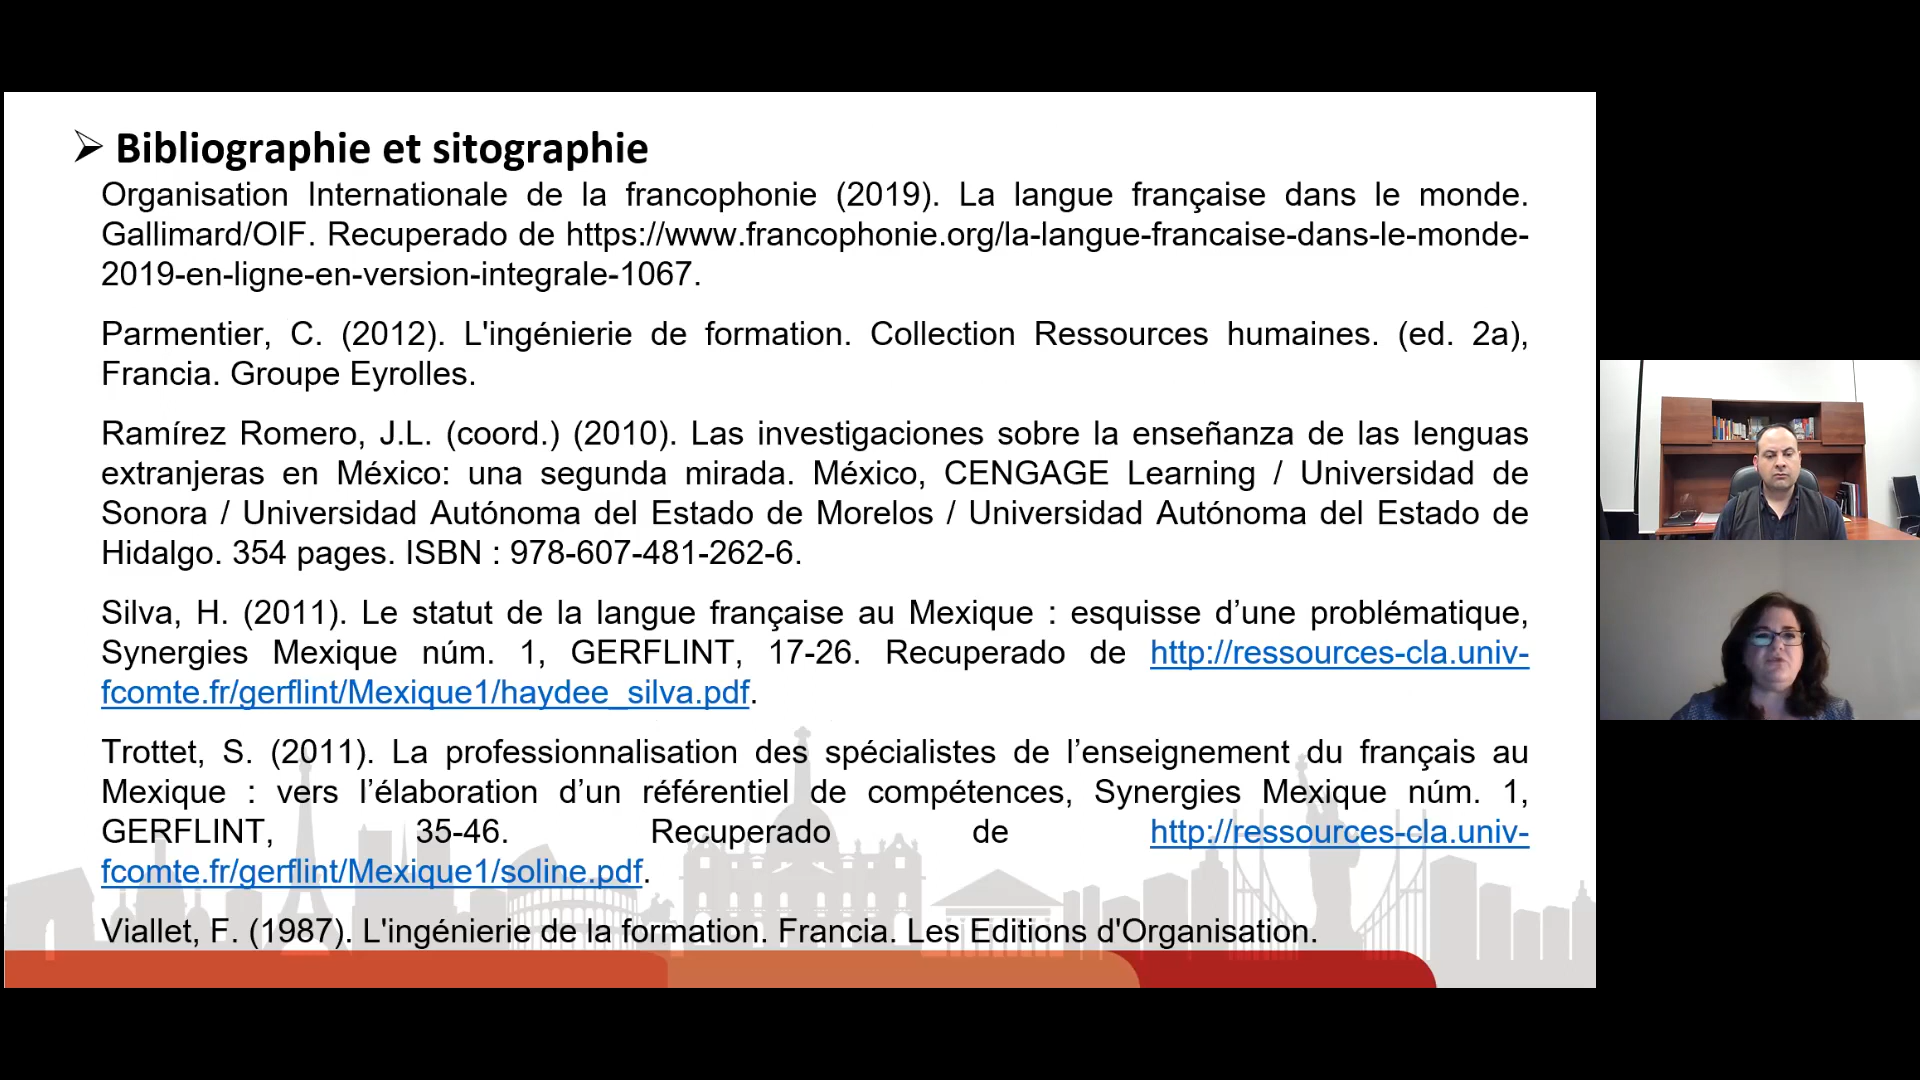 ➢ Bibliographie et sitographie
Organisation Internationale de la francophonie (2019). La langue française dans le monde.
Gallimard/OIF. Recuperado de https://www.francophonie.org/la-langue-francaise-dans-le-monde-
2019-en-ligne-en-version-integrale-1067.
Parmentier, C. (2012). L'ingénierie de formation. Collection Ressources humaines. (ed. 2a),
Francia. Groupe Eyrolles.
Ramírez Romero, J.L. (coord.) (2010). Las investigaciones sobre la enseñanza de las lenguas
extranjeras en México: una segunda mirada. México, CENGAGE Learning / Universidad de
Sonora / Universidad Autónoma del Estado de Morelos / Universidad Autónoma del Estado de
Hidalgo. 354 pages. ISBN : 978-607-481-262-6.
Silva, H. (2011). Le statut de la langue française au Mexique : esquisse d’une problématique,
Synergies Mexique núm. 1, GERFLINT, 17-26. Recuperado de http://ressources-cla.univ-
fcomte.fr/gerflint/Mexique1/haydee_silva.pdf.
Trottet, S. (2011). La professionnalisation des spécialistes de l’enseignement du français au
Mexique : vers l’élaboration d’un référentiel de compétences, Synergies Mexique núm. 1,
GERFLINT, 35-46. Recuperado de http://ressources-cla.univ-
fcomte.fr/gerflint/Mexique1/soline.pdf.
Viallet, F. (1987). L'ingénierie de la formation. Francia. Les Editions d'Organisation.